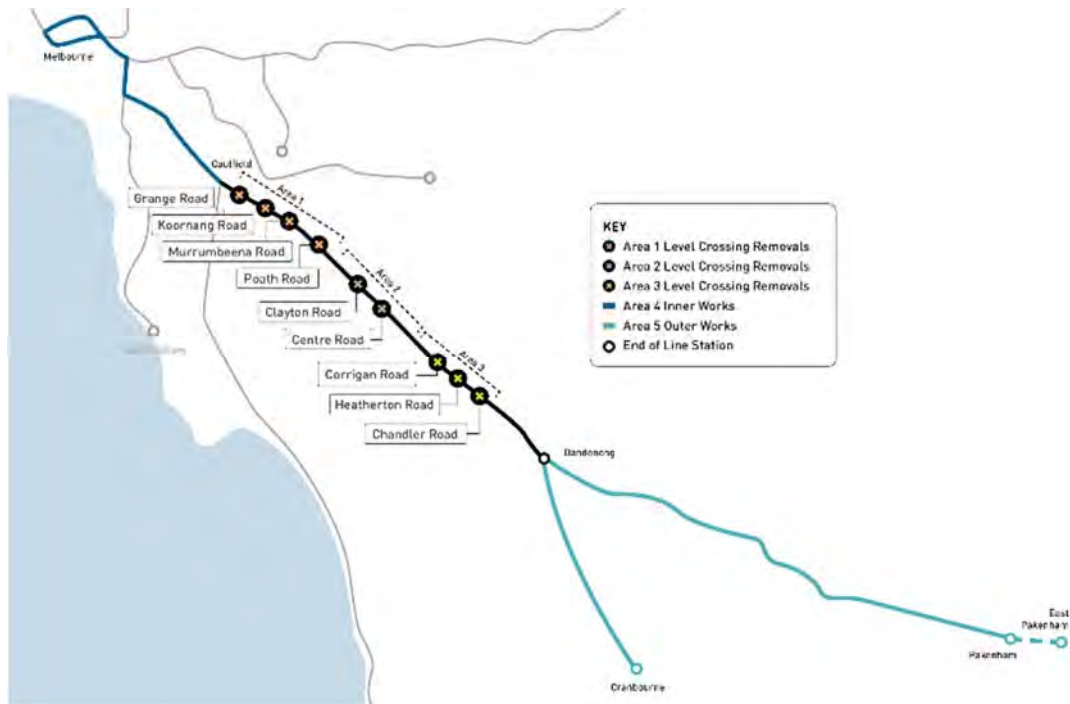 Melbourne
Caulfield
Area 1
Grange Road
Koornang Road
Murrumbeena Road
Poath Road
Area 2
Clayton Road
Centre Road
Area 3
Corrigan Road
Heatherton Road
Chandler Road
KEY
Area 1 Level Crossing Removals
Area 2 Level Crossing Removals
Area 3 Level Crossing Removals
Area 4 Inner Works
Area 5 Outer Works
End of Line Station
Dandenong
East
Pakenham
Pakenham
Cranbourne